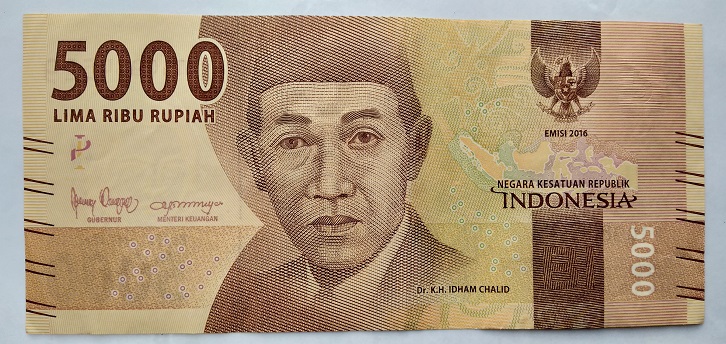 5000
LIMA RIBU RUPIAH
GUBERNUR
MENTERI KEUANGAN
Dr. K.H. IDHAM CHALID
EMISI 2016
NEGARA KESATUAN REPUBLIK
INDONESIA
5000